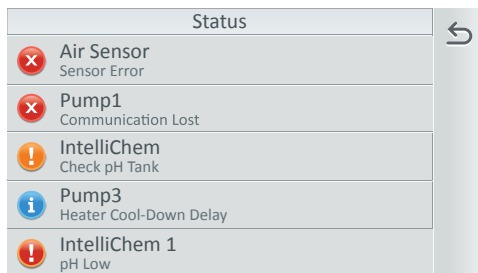 Status
Air Sensor
Sensor Error
Pump1
Communication Lost
IntelliChem
Check pH Tank
Pump3
Heater Cool-Down Delay
IntelliChem 1
pH Low